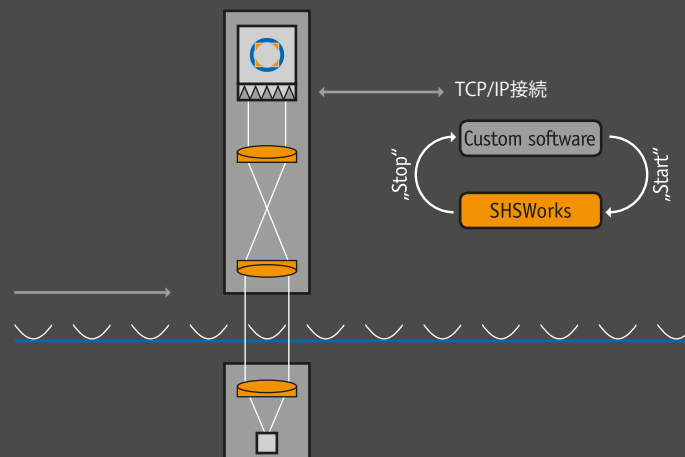 TCP/IP接続
Custom software
„Stop“
„Start“
SHSWorks